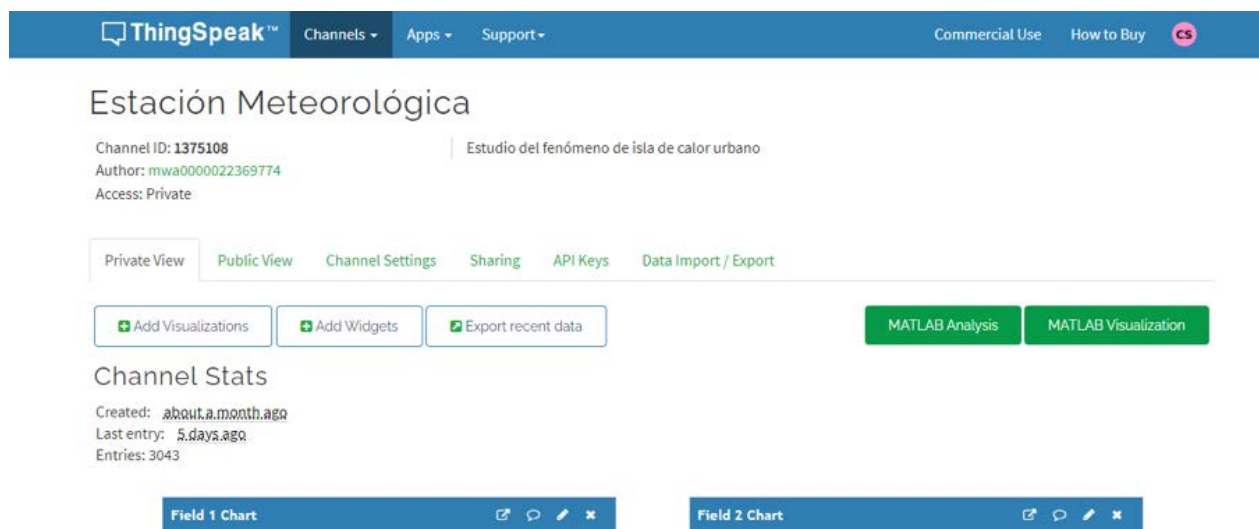 ThingSpeak™ Channels Apps Support Commercial Use How to Buy CS
Estación Meteorológica
Channel ID: 1375108 Estudio del fenómeno de isla de calor urbano
Author: mwa0000022369774
Access: Private
Private View Public View Channel Settings Sharing API Keys Data Import / Export
Add Visualizations Add Widgets Export recent data MATLAB Analysis MATLAB Visualization
Channel Stats
Created: about a month ago
Last entry: 5 days ago
Entries: 3043
Field 1 Chart Field 2 Chart